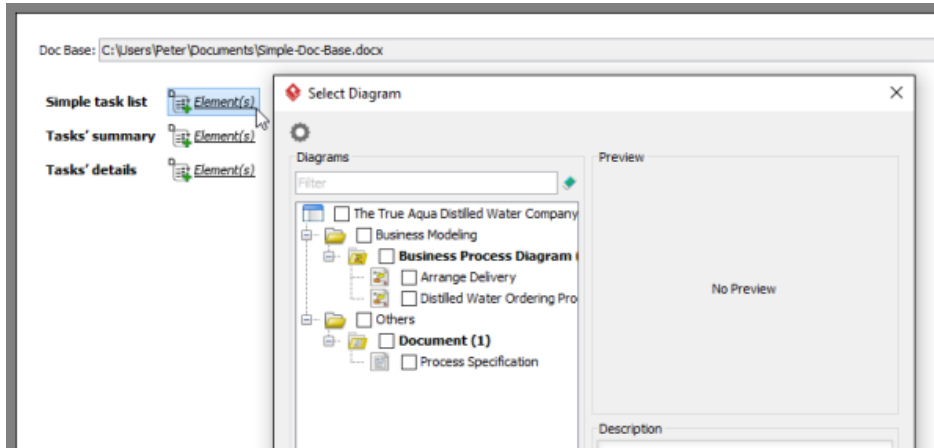 Doc Base: C:\Users\Peter\Documents\Simple-Doc-Base.docx
Simple task list Element(s)
Tasks' summary Element(s)
Tasks' details Element(s)
Select Diagram
Diagrams
Filter
The True Aqua Distilled Water Company
Business Modeling
Business Process Diagram (
Arrange Delivery
Distilled Water Ordering Pro
Others
Document (1)
Process Specification
Preview
No Preview
Description